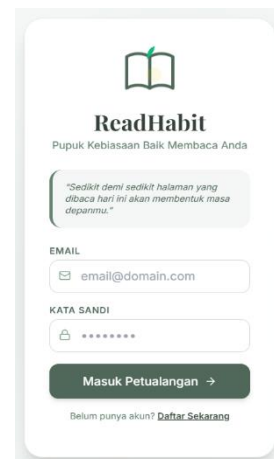 ReadHabit
Pupuk Kebiasaan Baik Membaca Anda
"Sedikit demi sedikit halaman yang
dibaca hari ini akan membentuk masa
depanmu."
EMAIL
email@domain.com
KATA SANDI
••••••••
Masuk Petualangan →
Belum punya akun? Daftar Sekarang